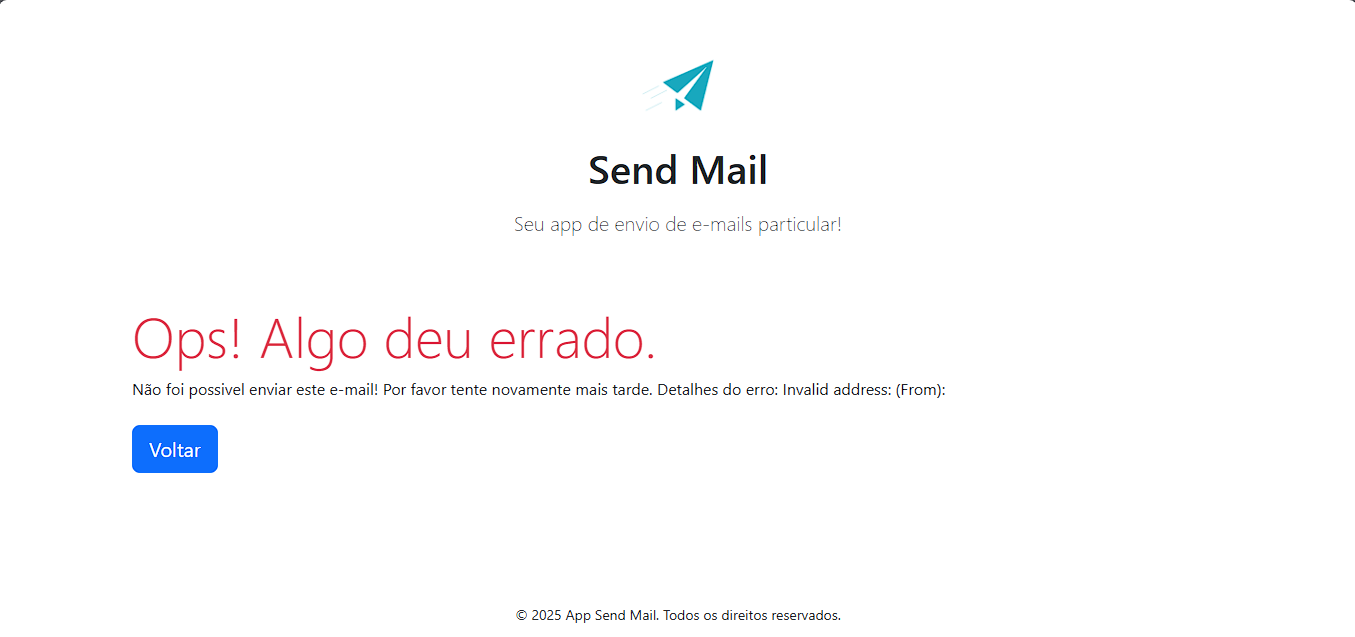 Send Mail
Seu app de envio de e-mails particular!
Ops! Algo deu errado.
Não foi possivel enviar este e-mail! Por favor tente novamente mais tarde. Detalhes do erro: Invalid address: (From):
Voltar
© 2025 App Send Mail. Todos os direitos reservados.